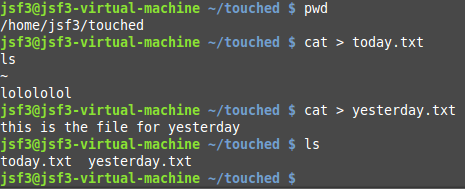 jsf3@jsf3-virtual-machine ~/touched $ pwd
/home/jsf3/touched
jsf3@jsf3-virtual-machine ~/touched $ cat > today.txt
ls
~
lolololol
jsf3@jsf3-virtual-machine ~/touched $ cat > yesterday.txt
this is the file for yesterday
jsf3@jsf3-virtual-machine ~/touched $ ls
today.txt  yesterday.txt
jsf3@jsf3-virtual-machine ~/touched $